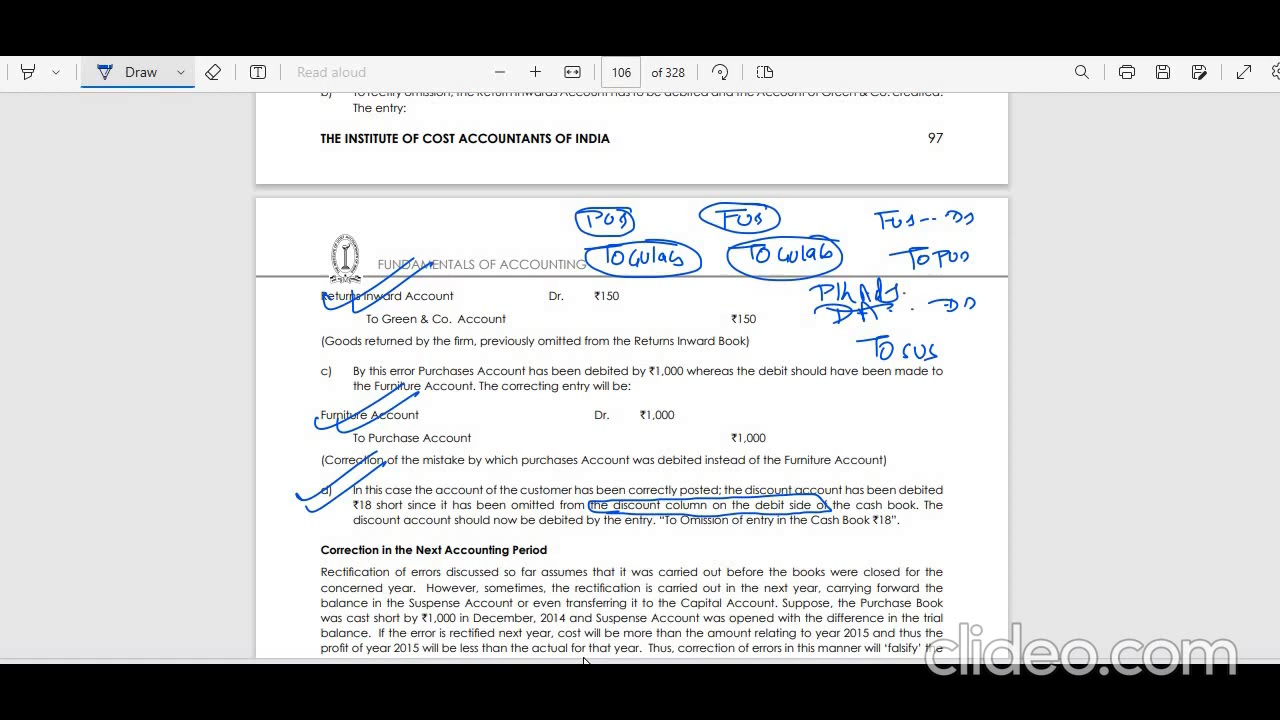 Draw
Read aloud
106 of 328
b) To rectify omission, the Return Inwards Account has to be debited and the Account of Green & Co. credited.
The entry:
THE INSTITUTE OF COST ACCOUNTANTS OF INDIA 97
PUS FUS FUS -- DS
TO Gulab TO Gulab TO PUS
FUNDAMENTALS OF ACCOUNTING
Returns Inward Account Dr. ₹150
To Green & Co. Account ₹150
TO SUS
(Goods returned by the firm, previously omitted from the Returns Inward Book)
c) By this error Purchases Account has been debited by ₹1,000 whereas the debit should have been made to
the Furniture Account. The correcting entry will be:
Furniture Account Dr. ₹1,000
To Purchase Account ₹1,000
(Correction of the mistake by which purchases Account was debited instead of the Furniture Account)
d) In this case the account of the customer has been correctly posted; the discount account has been debited
₹18 short since it has been omitted from the discount column on the debit side of the cash book. The
discount account should now be debited by the entry. “To Omission of entry in the Cash Book ₹18”.
Correction in the Next Accounting Period
Rectification of errors discussed so far assumes that it was carried out before the books were closed for the
concerned year. However, sometimes, the rectification is carried out in the next year, carrying forward the
balance in the Suspense Account or even transferring it to the Capital Account. Suppose, the Purchase Book
was cast short by ₹1,000 in December, 2014 and Suspense Account was opened with the difference in the trial
balance. If the error is rectified next year, cost will be more than the amount relating to year 2015 and thus the
profit of year 2015 will be less than the actual for that year. Thus, correction of errors in this manner will ‘falsify’ the
clideo.com